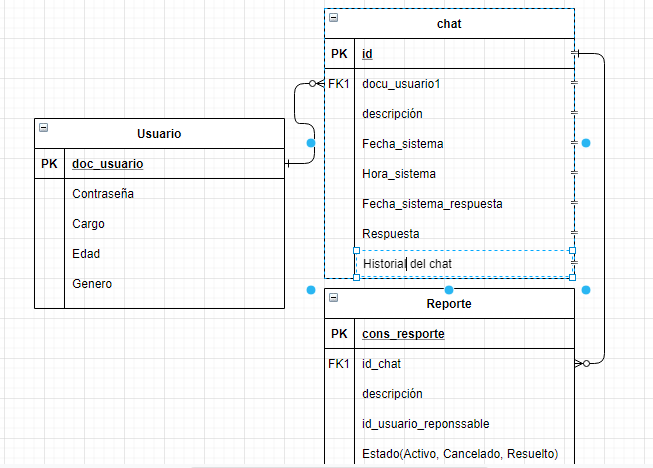 chat
PK id
FK1 docu_usuario1
descripción
Fecha_sistema
Hora_sistema
Fecha_sistema_respuesta
Respuesta
Historial del chat
Usuario
PK doc_usuario
Contraseña
Cargo
Edad
Genero
Reporte
PK cons_resporte
FK1 id_chat
descripción
id_usuario_reponssable
Estado(Activo, Cancelado, Resuelto)